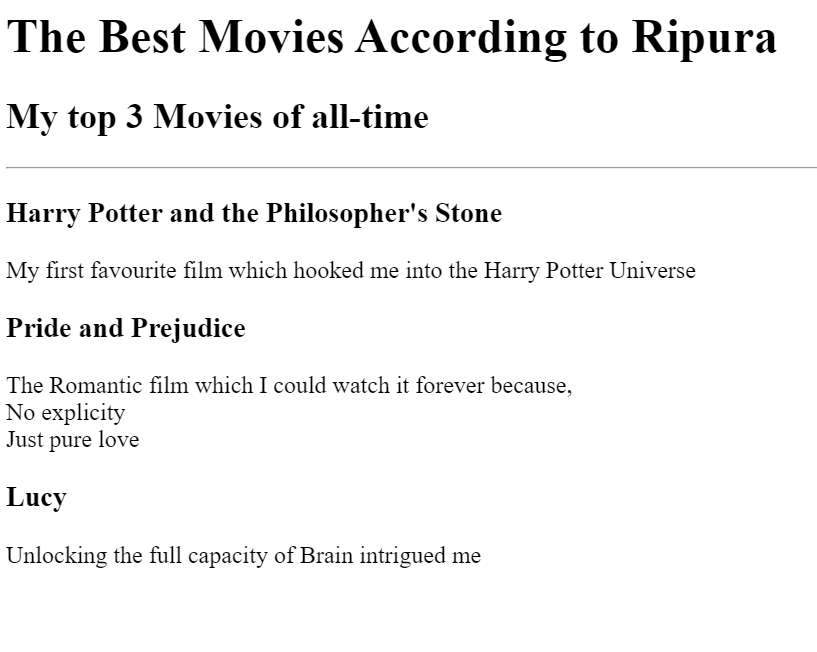 The Best Movies According to Ripura
My top 3 Movies of all-time
Harry Potter and the Philosopher's Stone
My first favourite film which hooked me into the Harry Potter Universe
Pride and Prejudice
The Romantic film which I could watch it forever because,
No explicity
Just pure love
Lucy
Unlocking the full capacity of Brain intrigued me